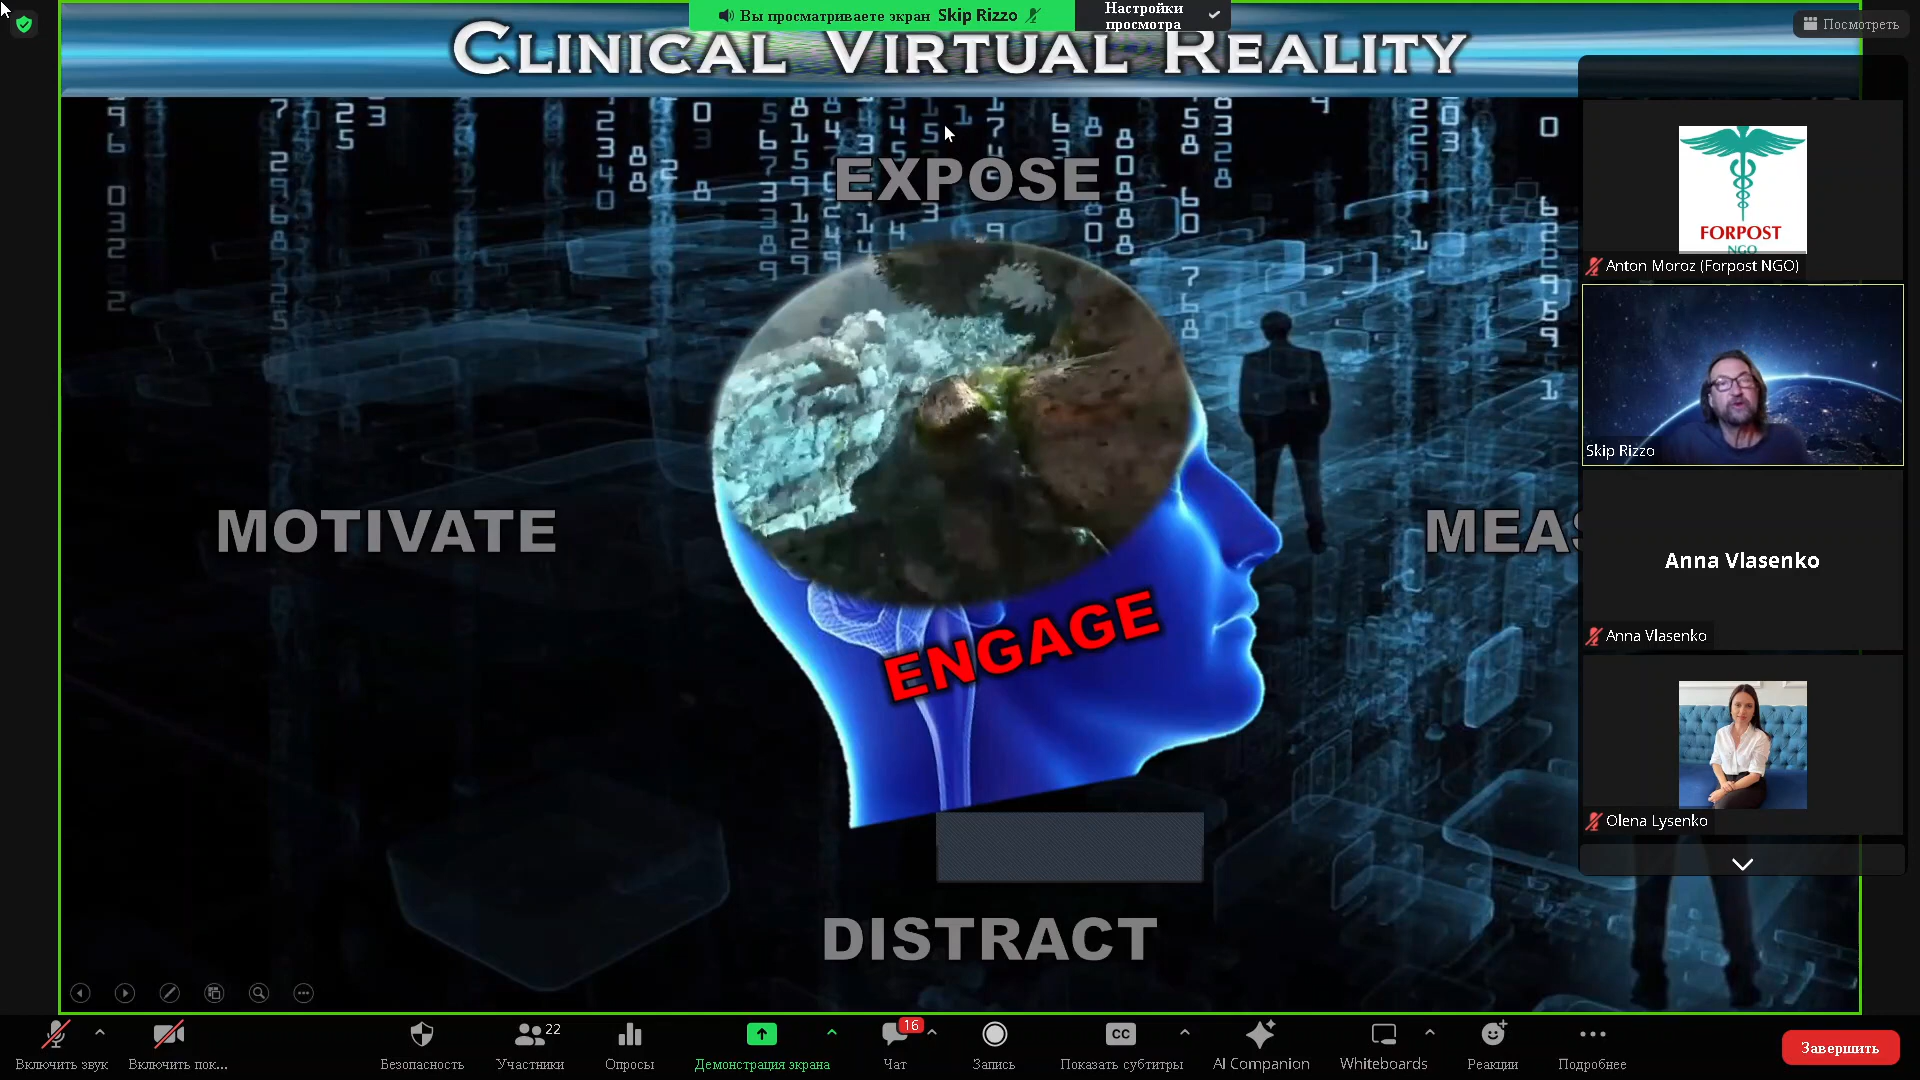 Вы просматриваете экран Skip Rizzo
Настройки просмотра
Посмотреть
CLINICAL VIRTUAL REALITY
EXPOSE
MOTIVATE
MEAS
ENGAGE
DISTRACT
FORPOST
NGO
Anton Moroz (Forpost NGO)
Skip Rizzo
Anna Vlasenko
Anna Vlasenko
Olena Lysenko
22
16
CC
Включить звук
Включить пок...
Безопасность
Участники
Опросы
Демонстрация экрана
Чат
Запись
Показать субтитры
AI Companion
Whiteboards
Реакции
Подробнее
Завершить